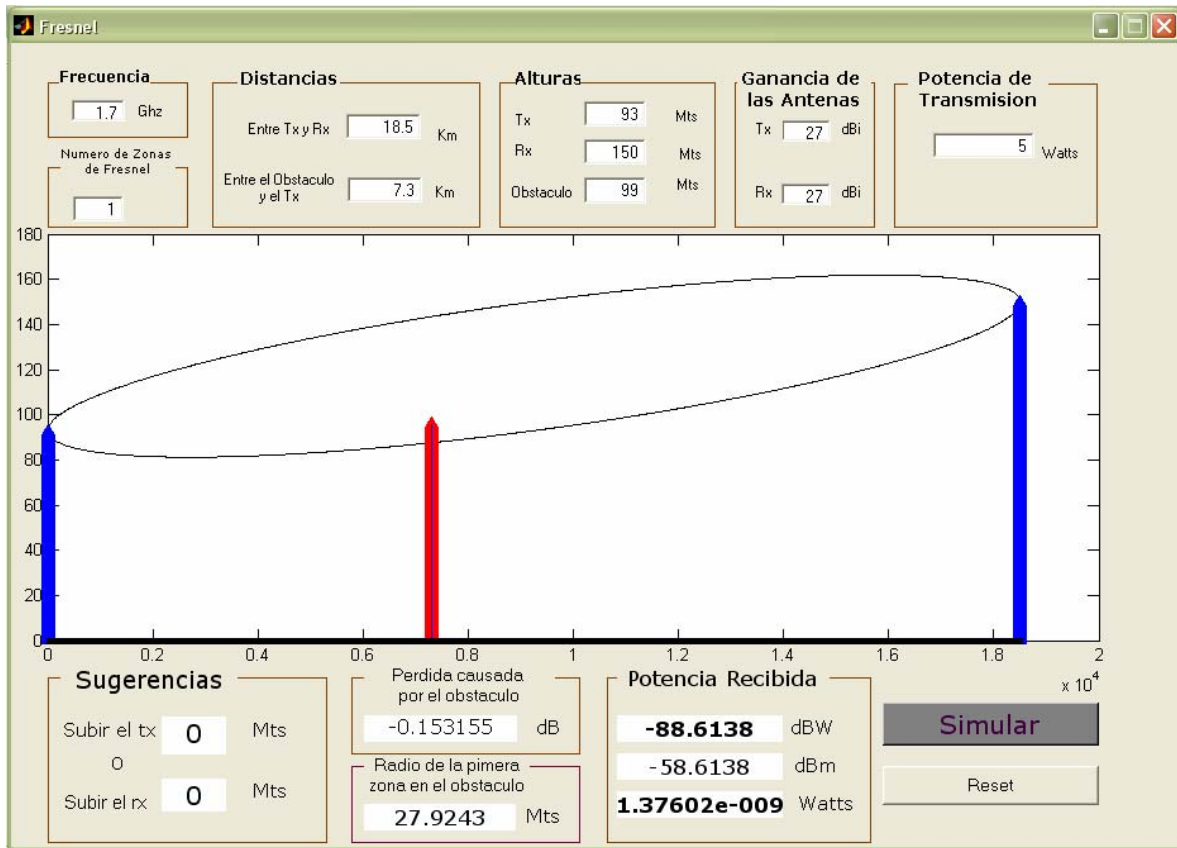 Fresnel
Frecuencia
1.7 Ghz
Numero de Zonas
de Fresnel
1
Distancias
Entre Tx y Rx 18.5 Km
Entre el Obstaculo
y el Tx 7.3 Km
Alturas
Tx 93 Mts
Rx 150 Mts
Obstaculo 99 Mts
Ganancia de
las Antenas
Tx 27 dBi
Rx 27 dBi
Potencia de
Transmision
5 Watts
180
160
140
120
100
80
60
40
20
0
0 0.2 0.4 0.6 0.8 1 1.2 1.4 1.6 1.8 2
x 10^4
Sugerencias
Subir el tx 0 Mts
O
Subir el rx 0 Mts
Perdida causada
por el obstaculo
-0.153155 dB
Radio de la pimera
zona en el obstaculo
27.9243 Mts
Potencia Recibida
-88.6138 dBW
-58.6138 dBm
1.37602e-009 Watts
Simular
Reset